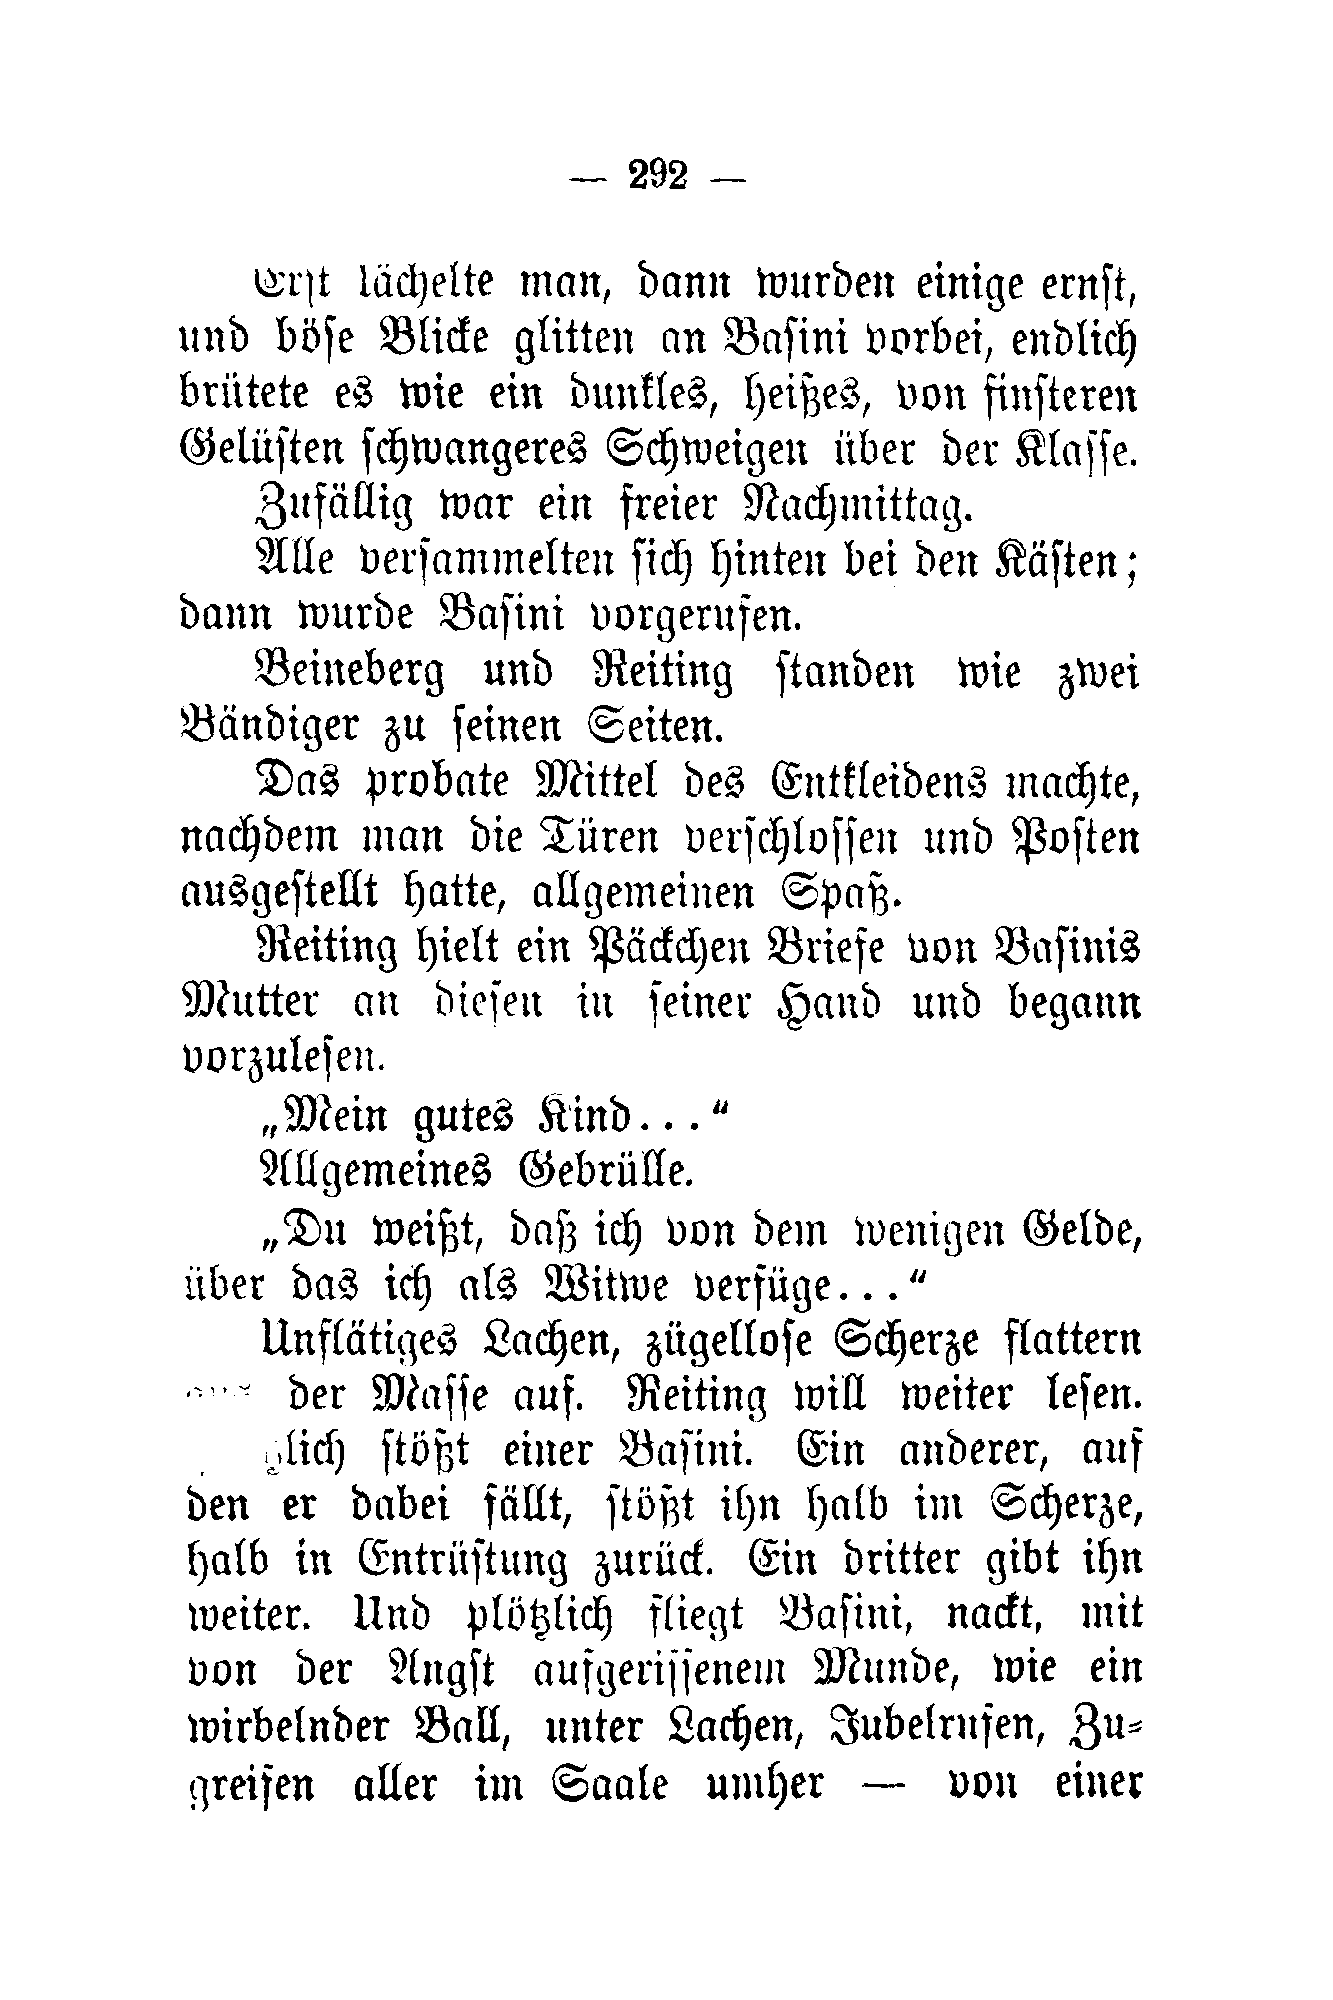 — 292 —
Erst lächelte man, dann wurden einige ernst,
und böse Blicke glitten an Basini vorbei, endlich
brütete es wie ein dunkles, heißes, von finsteren
Gelüsten schwangeres Schweigen über der Klasse.
Zufällig war ein freier Nachmittag.
Alle versammelten sich hinten bei den Kästen;
dann wurde Basini vorgerufen.
Beineberg und Reiting standen wie zwei
Bändiger zu seinen Seiten.
Das probate Mittel des Entkleidens machte,
nachdem man die Türen verschlossen und Posten
ausgestellt hatte, allgemeinen Spaß.
Reiting hielt ein Päckchen Briefe von Basinis
Mutter an diesen in seiner Hand und begann
vorzulesen.
„Mein gutes Kind...“
Allgemeines Gebrülle.
„Du weißt, daß ich von dem wenigen Gelde,
über das ich als Witwe verfüge...“
Unflätiges Lachen, zügellose Scherze flattern
der Masse auf. Reiting will weiter lesen.
stößt einer Basini. Ein anderer, auf
den er dabei fällt, stößt ihn halb im Scherze,
halb in Entrüstung zurück. Ein dritter gibt ihn
weiter. Und plötzlich fliegt Basini, nackt, mit
von der Angst aufgerissenem Munde, wie ein
wirbelnder Ball, unter Lachen, Jubelrufen, Zu-
greifen aller im Saale umher — von einer